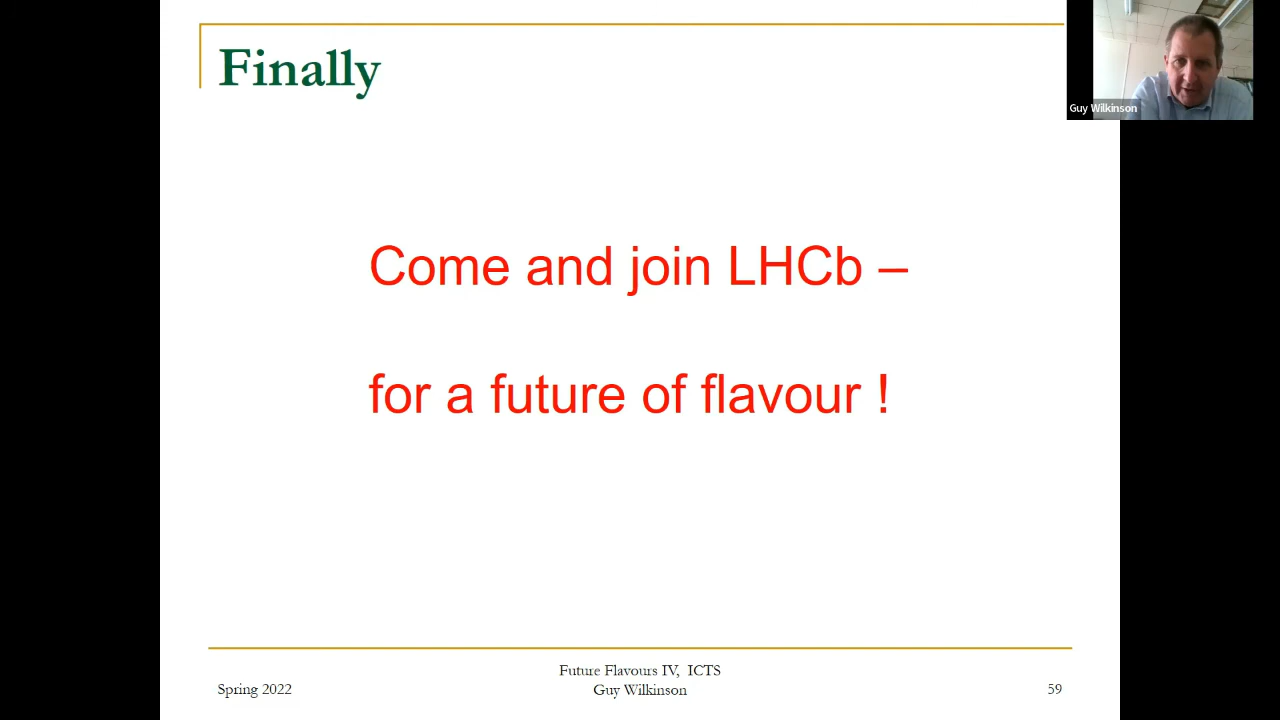 Finally
Guy Wilkinson
Come and join LHCb –
for a future of flavour !
Spring 2022
Future Flavours IV, ICTS
Guy Wilkinson
59